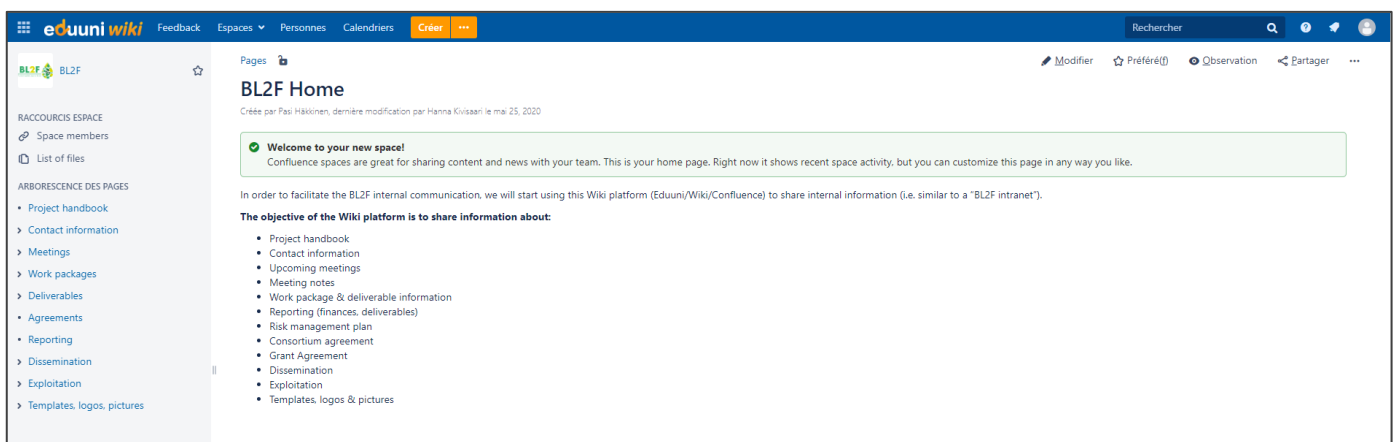 eduuni wiki Feedback Espaces Personnes Calendriers Créer ••• Rechercher
BL2F BL2F
RACCOURCIS ESPACE
Space members
List of files
ARBORESCENCE DES PAGES
• Project handbook
> Contact information
> Meetings
> Work packages
> Deliverables
• Agreements
• Reporting
> Dissemination
> Exploitation
> Templates, logos, pictures
Pages
Modifier Préféré(f) Observation Partager •••
BL2F Home
Créée par Pasi Häkkinen, dernière modification par Hanna Kivisaari le mai 25, 2020
Welcome to your new space!
Confluence spaces are great for sharing content and news with your team. This is your home page. Right now it shows recent space activity, but you can customize this page in any way you like.
In order to facilitate the BL2F internal communication, we will start using this Wiki platform (Eduuni/Wiki/Confluence) to share internal information (i.e. similar to a "BL2F intranet").
The objective of the Wiki platform is to share information about:
• Project handbook
• Contact information
• Upcoming meetings
• Meeting notes
• Work package & deliverable information
• Reporting (finances, deliverables)
• Risk management plan
• Consortium agreement
• Grant Agreement
• Dissemination
• Exploitation
• Templates, logos & pictures